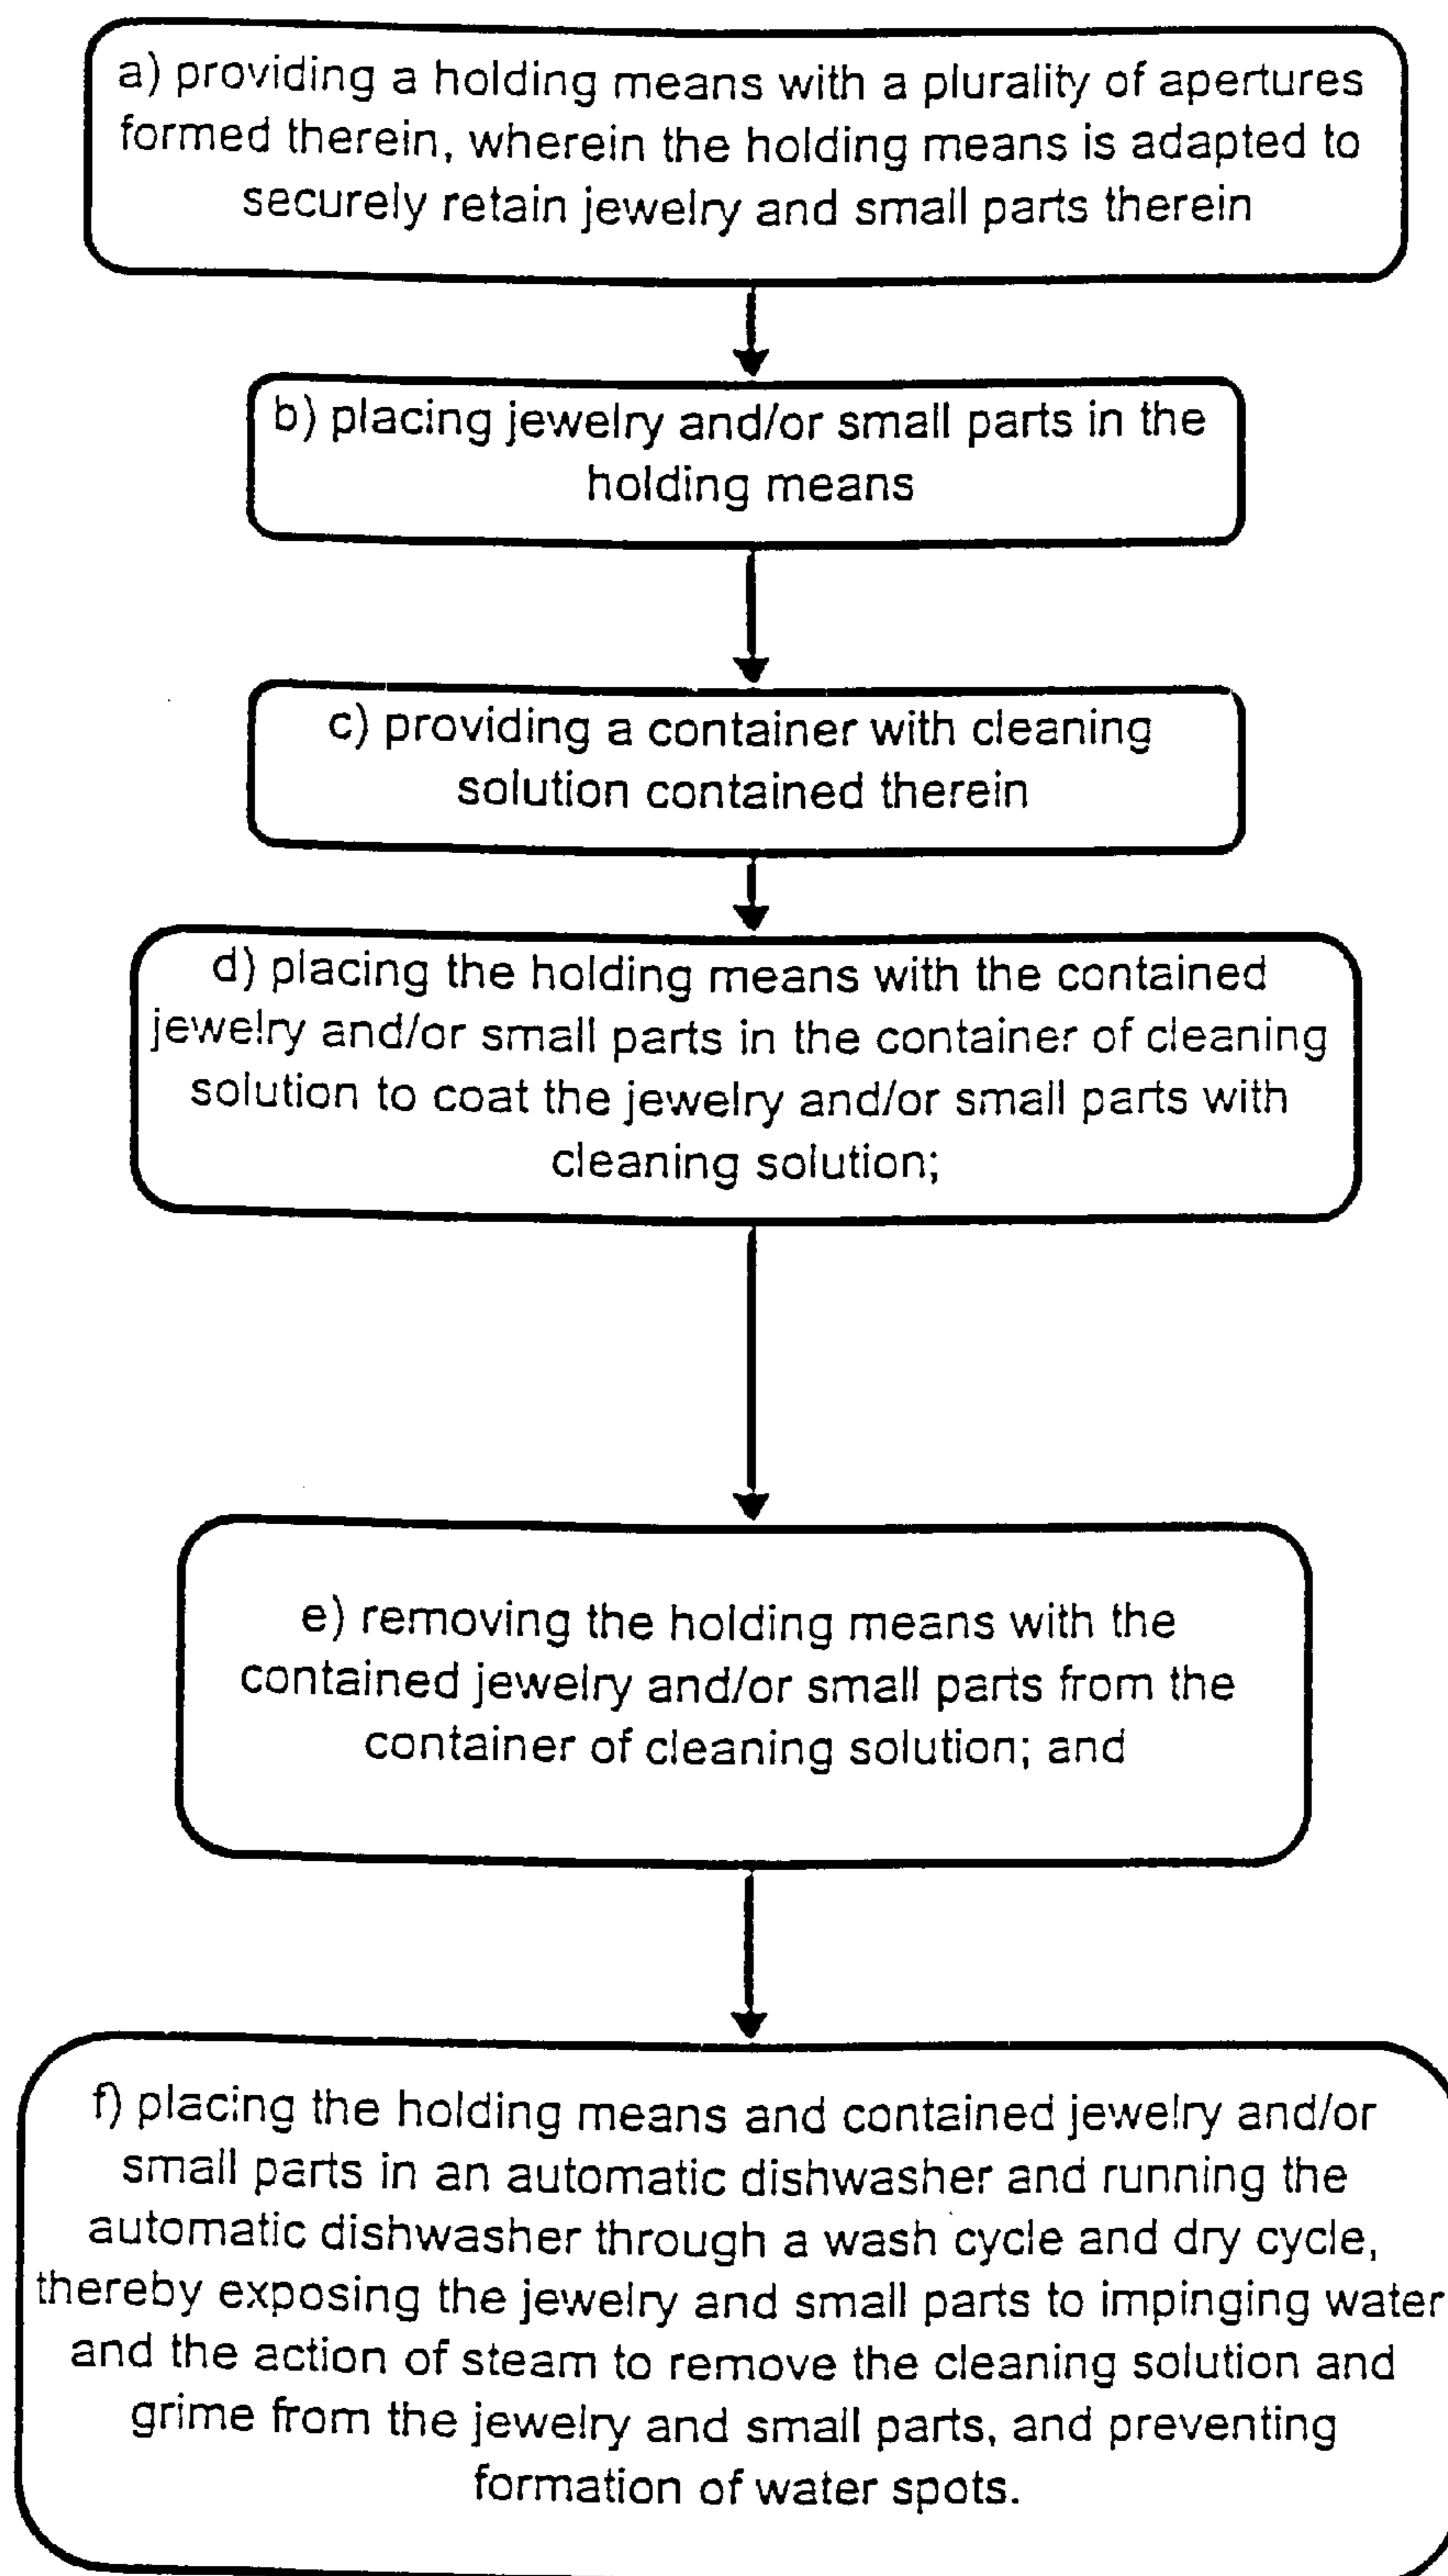 a) providing a holding means with a plurality of apertures
formed therein, wherein the holding means is adapted to
securely retain jewelry and small parts therein
b) placing jewelry and/or small parts in the
holding means
c) providing a container with cleaning
solution contained therein
d) placing the holding means with the contained
jewelry and/or small parts in the container of cleaning
solution to coat the jewelry and/or small parts with
cleaning solution;
e) removing the holding means with the
contained jewelry and/or small parts from the
container of cleaning solution; and
f) placing the holding means and contained jewelry and/or
small parts in an automatic dishwasher and running the
automatic dishwasher through a wash cycle and dry cycle,
thereby exposing the jewelry and small parts to impinging water
and the action of steam to remove the cleaning solution and
grime from the jewelry and small parts, and preventing
formation of water spots.